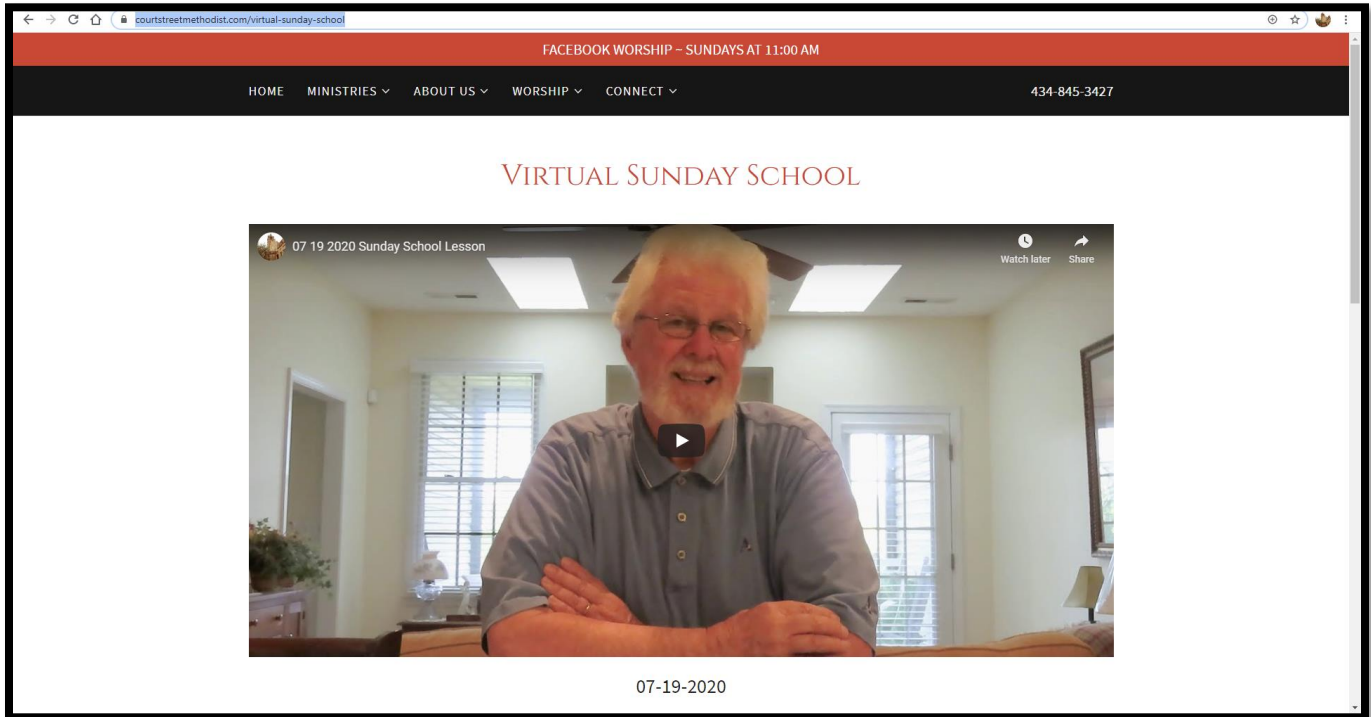 courtstreetmethodist.com/virtual-sunday-school
FACEBOOK WORSHIP ~ SUNDAYS AT 11:00 AM
HOME MINISTRIES ABOUT US WORSHIP CONNECT 434-845-3427
VIRTUAL SUNDAY SCHOOL
07 19 2020 Sunday School Lesson
Watch later Share
07-19-2020